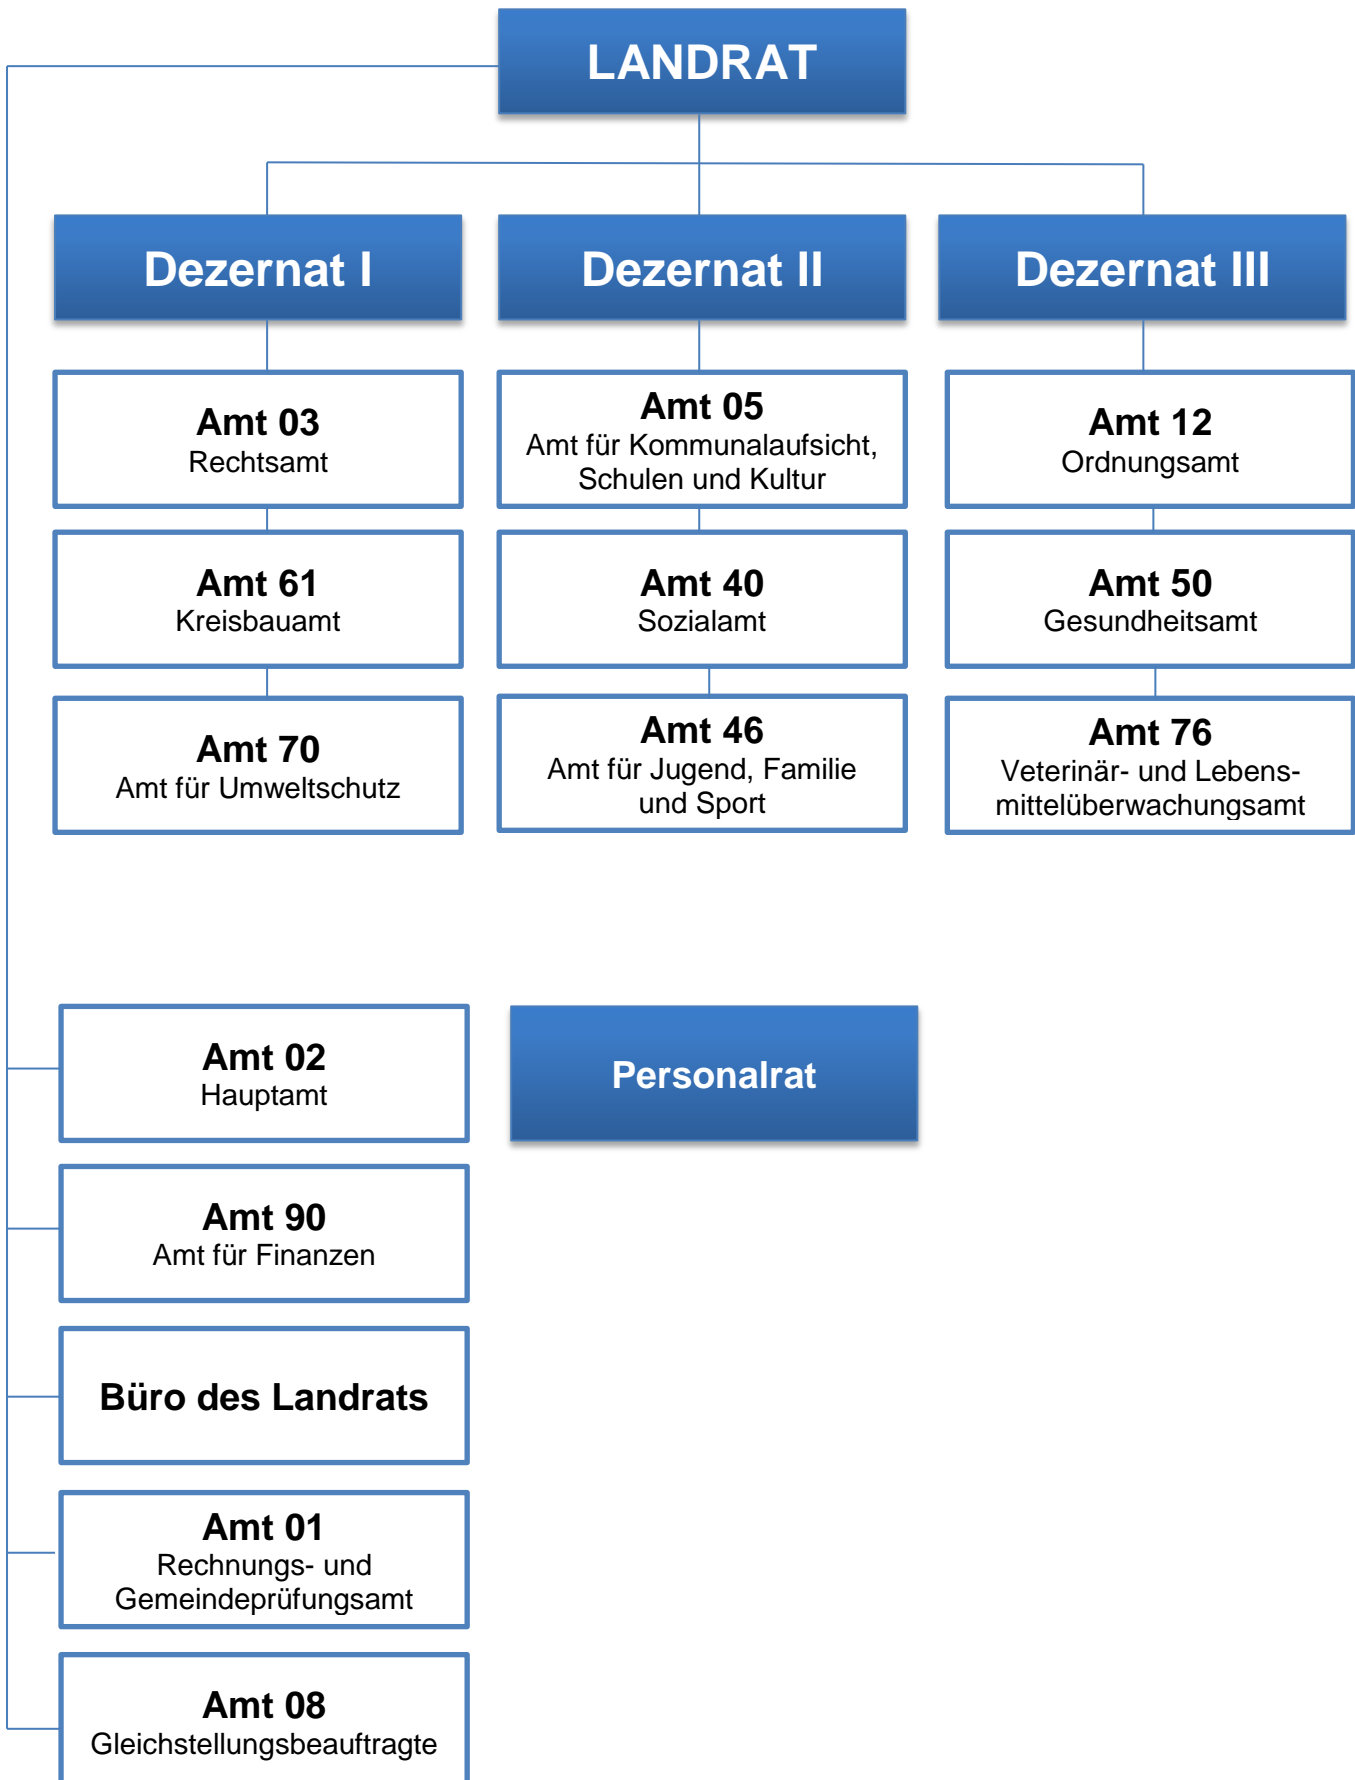 LANDRAT
Dezernat I
Dezernat II
Dezernat III
Amt 03
Rechtsamt
Amt 05
Amt für Kommunalaufsicht,
Schulen und Kultur
Amt 12
Ordnungsamt
Amt 61
Kreisbauamt
Amt 40
Sozialamt
Amt 50
Gesundheitsamt
Amt 70
Amt für Umweltschutz
Amt 46
Amt für Jugend, Familie
und Sport
Amt 76
Veterinär- und Lebens-
mittelüberwachungsamt
Amt 02
Hauptamt
Personalrat
Amt 90
Amt für Finanzen
Büro des Landrats
Amt 01
Rechnungs- und
Gemeindeprüfungsamt
Amt 08
Gleichstellungsbeauftragte